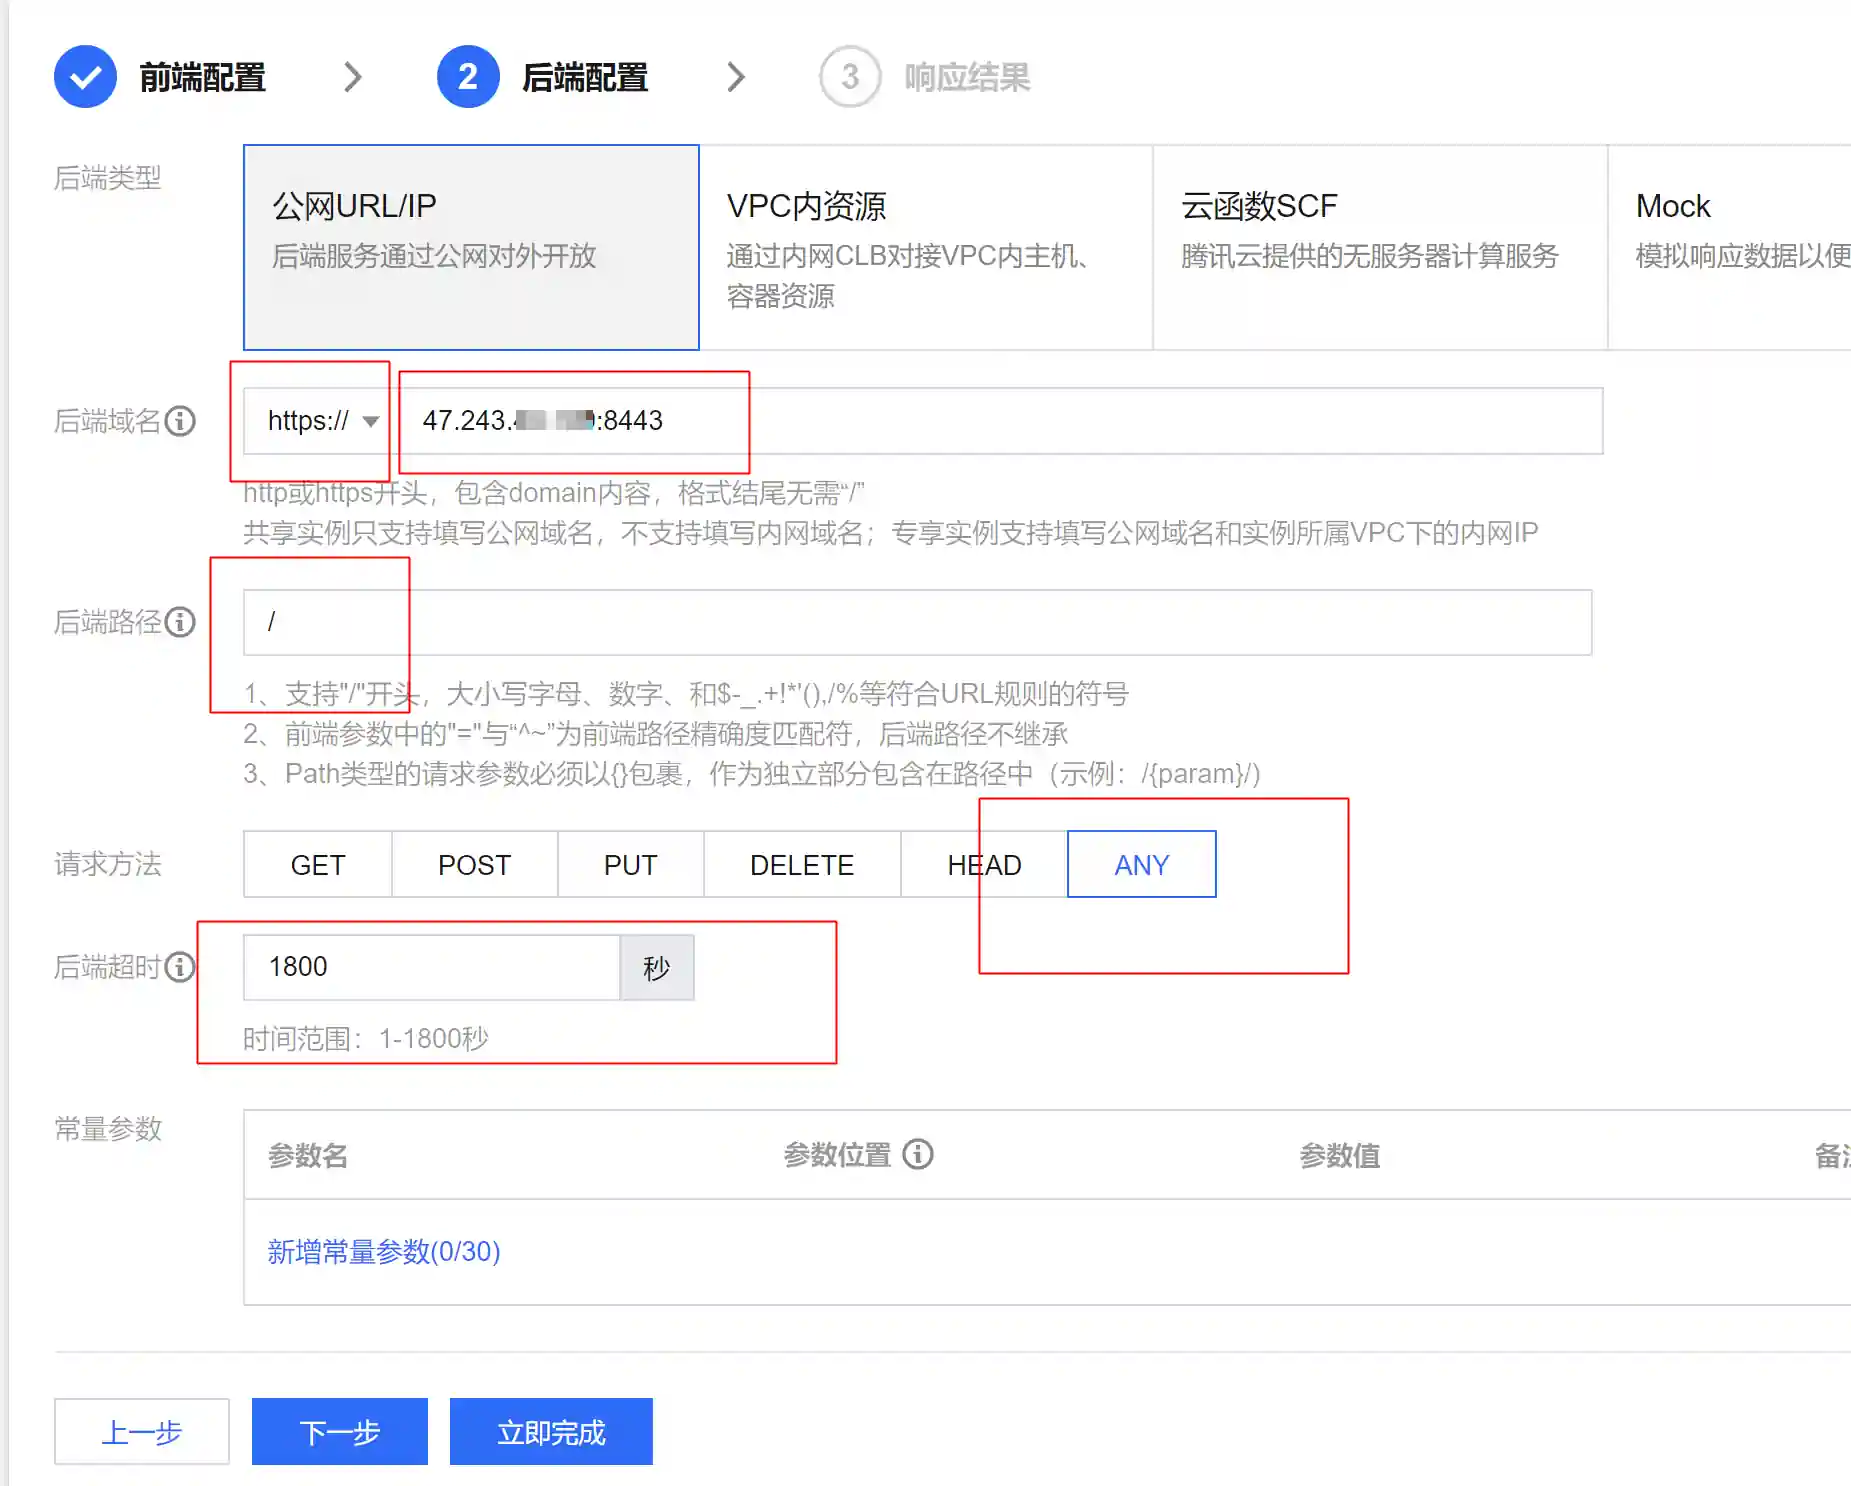 前端配置
2 后端配置
3 响应结果
后端类型
公网URL/IP
后端服务通过公网对外开放
VPC内资源
通过内网CLB对接VPC内主机、
容器资源
云函数SCF
腾讯云提供的无服务器计算服务
Mock
模拟响应数据以便
后端域名
https://
47.243. :8443
http或https开头，包含domain内容，格式结尾无需“/”
共享实例只支持填写公网域名，不支持填写内网域名；专享实例支持填写公网域名和实例所属VPC下的内网IP
后端路径
/
1、支持"/"开头，大小写字母、数字、和$-_.+!*'(),/%等符合URL规则的符号
2、前端参数中的"="与“^~”为前端路径精确度匹配符，后端路径不继承
3、Path类型的请求参数必须以{}包裹，作为独立部分包含在路径中（示例：/{param}/)
请求方法
GET POST PUT DELETE HEAD ANY
后端超时
1800 秒
时间范围：1-1800秒
常量参数
参数名 参数位置 参数值
新增常量参数(0/30)
上一步 下一步 立即完成